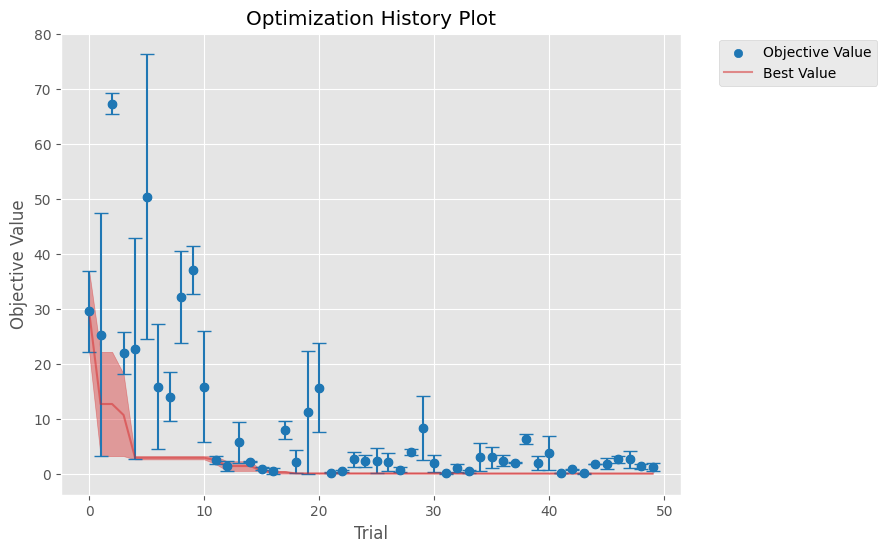 Optimization History Plot
Objective Value
Best Value
Objective Value
80
70
60
50
40
30
20
10
0
0 10 20 30 40 50
Trial